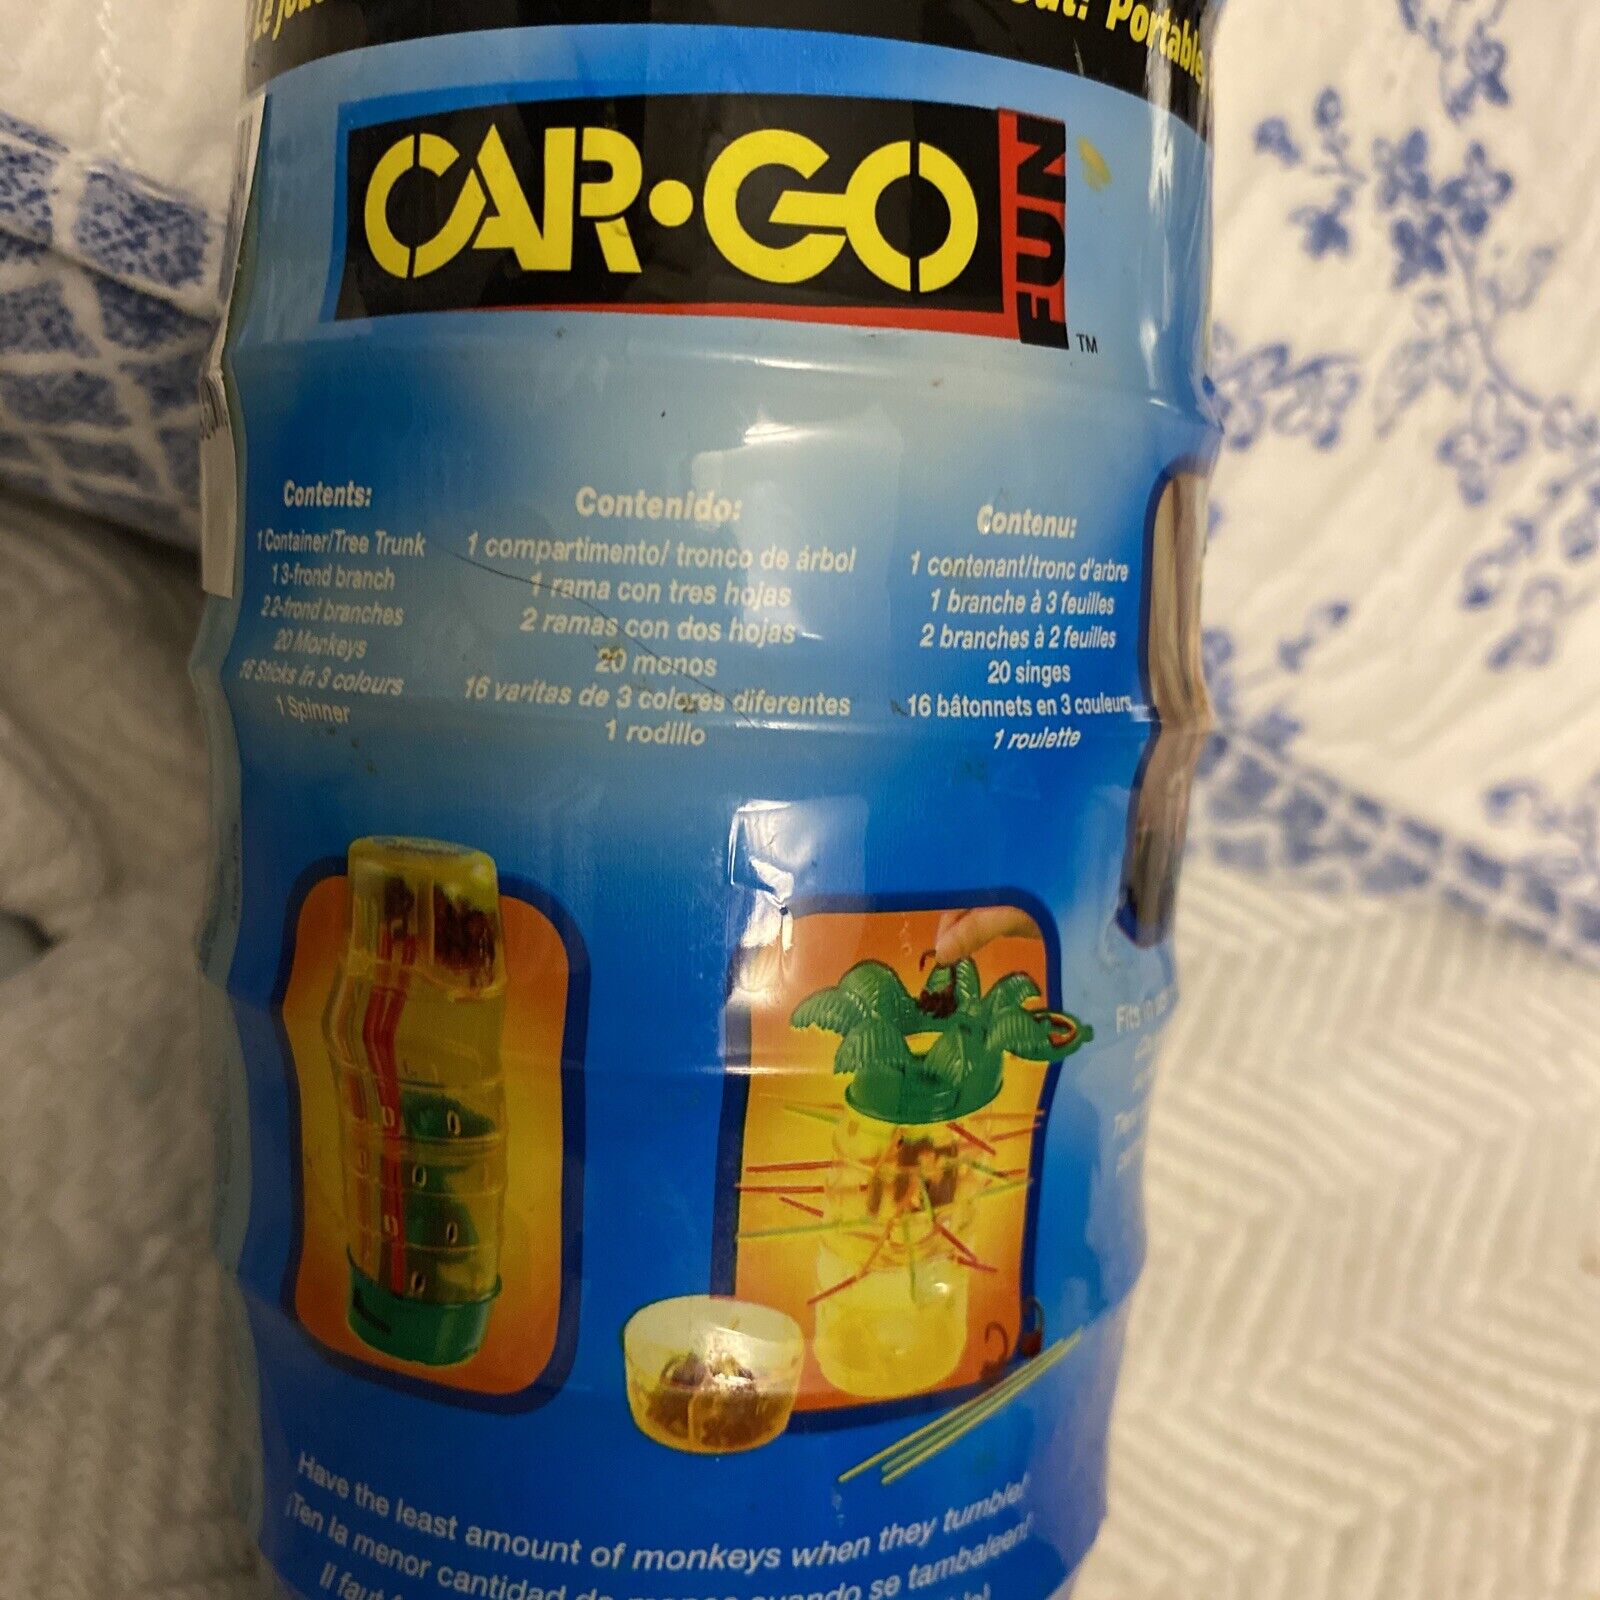 Le
Portable
CAR•GO
FUN
TM
Contents:
1 Container/Tree Trunk
1 3-frond branch
2 2-frond branches
20 Monkeys
16 Sticks in 3 colours
1 Spinner
Contenido:
1 compartimento/ tronco de árbol
1 rama con tres hojas
2 ramas con dos hojas
20 monos
16 varitas de 3 colores diferentes
1 rodillo
Contenu:
1 contenant/tronc d'arbre
1 branche à 3 feuilles
2 branches à 2 feuilles
20 singes
16 bâtonnets en 3 couleurs
1 roulette
Fits
Have the least amount of monkeys when they tumble!
¡Ten la menor cantidad de monos cuando se tambaleen!
Il faut